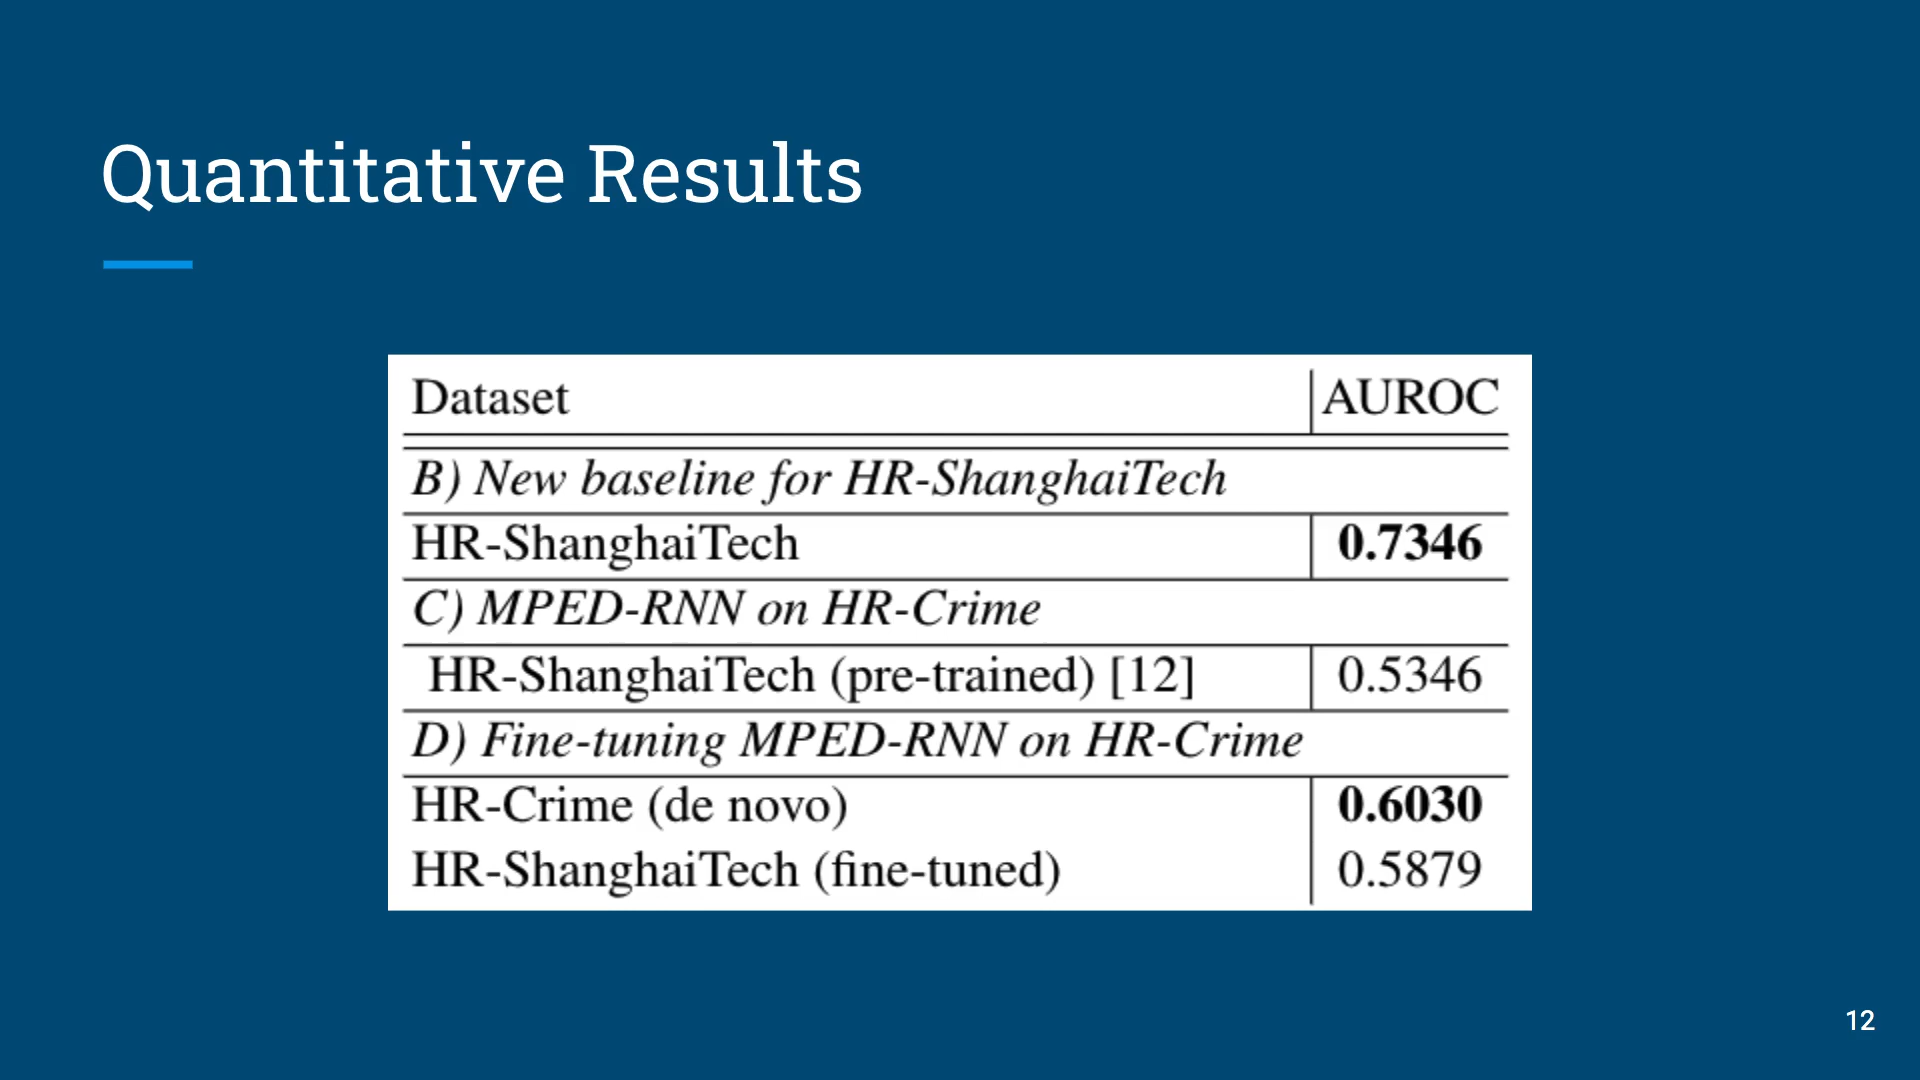 Quantitative Results
Dataset AUROC
B) New baseline for HR-ShanghaiTech
HR-ShanghaiTech 0.7346
C) MPED-RNN on HR-Crime
HR-ShanghaiTech (pre-trained) [12] 0.5346
D) Fine-tuning MPED-RNN on HR-Crime
HR-Crime (de novo) 0.6030
HR-ShanghaiTech (fine-tuned) 0.5879
12